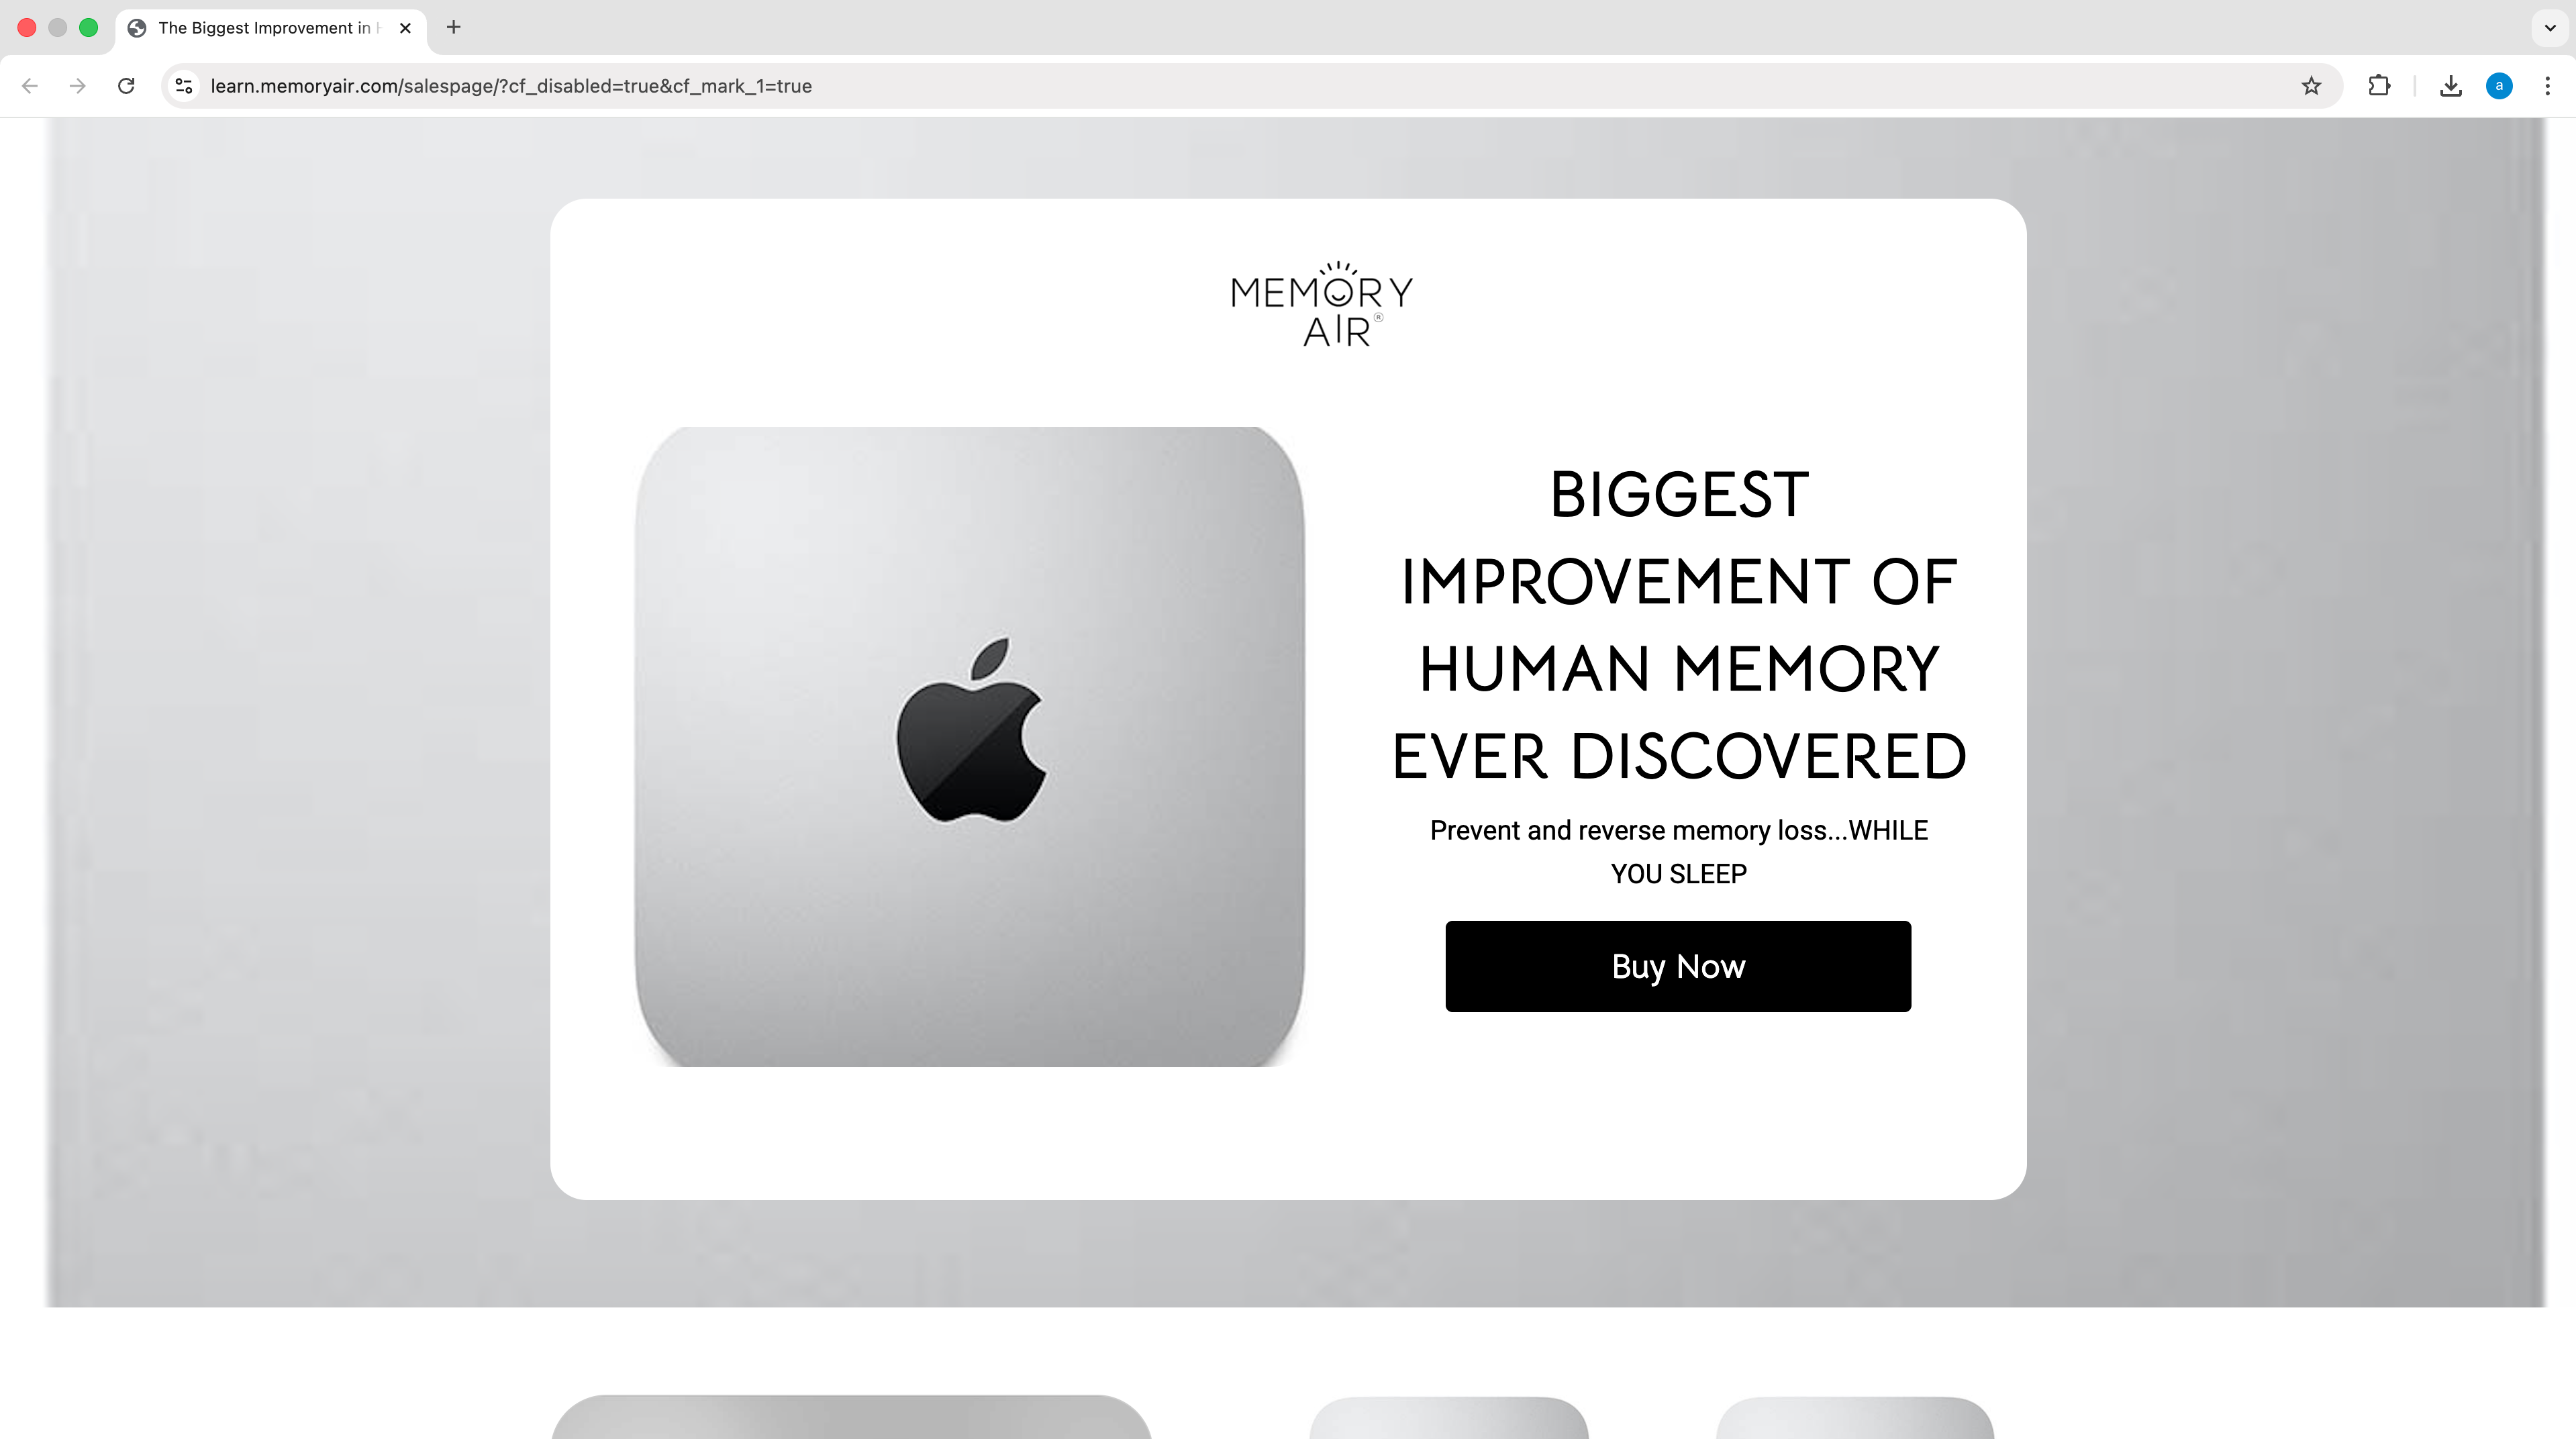 The Biggest Improvement in
learn.memoryair.com/salespage/?cf_disabled=true&cf_mark_1=true
a
MEMORY
AIR®
BIGGEST
IMPROVEMENT OF
HUMAN MEMORY
EVER DISCOVERED
Prevent and reverse memory loss...WHILE
YOU SLEEP
Buy Now